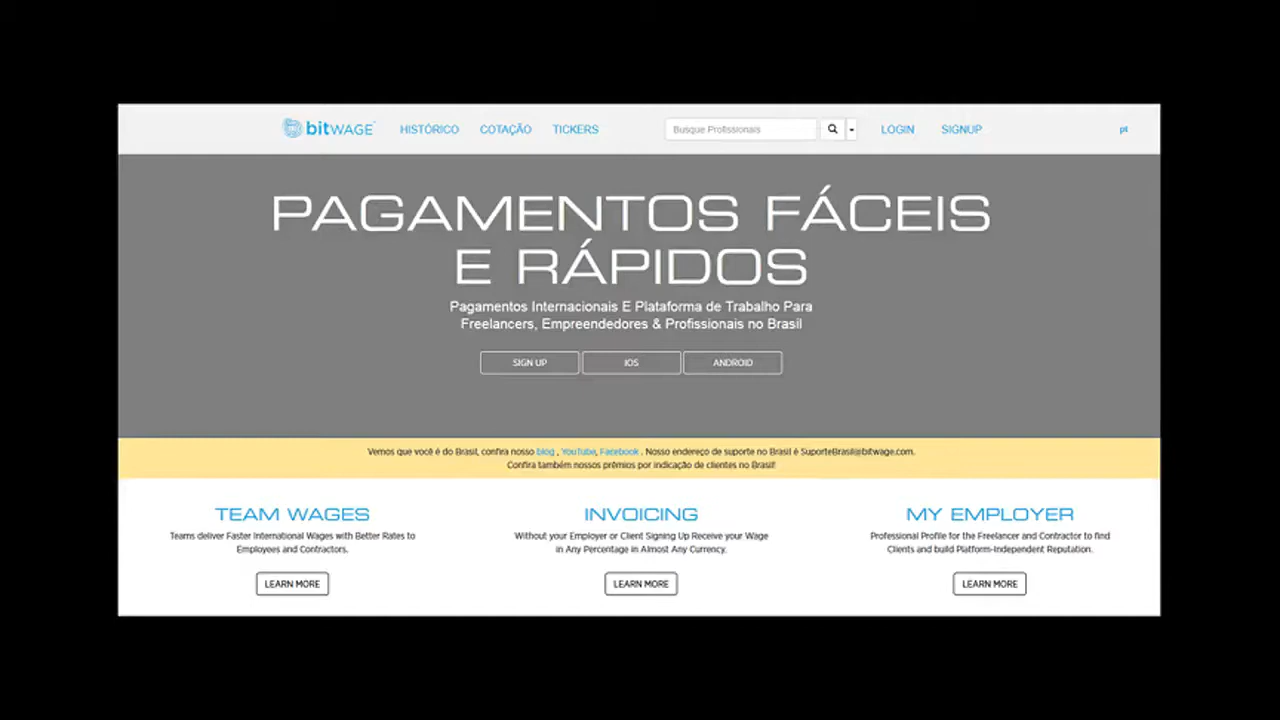 bitWAGE HISTÓRICO COTAÇÃO TICKERS Busque Profissionais LOGIN SIGNUP pt
PAGAMENTOS FÁCEIS
E RÁPIDOS
Pagamentos Internacionais E Plataforma de Trabalho Para
Freelancers, Empreendedores & Profissionais no Brasil
SIGN UP IOS ANDROID
Vemos que você é do Brasil, confira nosso blog , YouTube, Facebook . Nosso endereço de suporte no Brasil é SuporteBrasil@bitwage.com.
Confira também nossos prêmios por indicação de clientes no Brasil!
TEAM WAGES INVOICING MY EMPLOYER
Teams deliver Faster International Wages with Better Rates to Without your Employer or Client Signing Up Receive your Wage Professional Profile for the Freelancer and Contractor to find
Employees and Contractors. in Any Percentage in Almost Any Currency. Clients and build Platform-Independent Reputation.
LEARN MORE LEARN MORE LEARN MORE